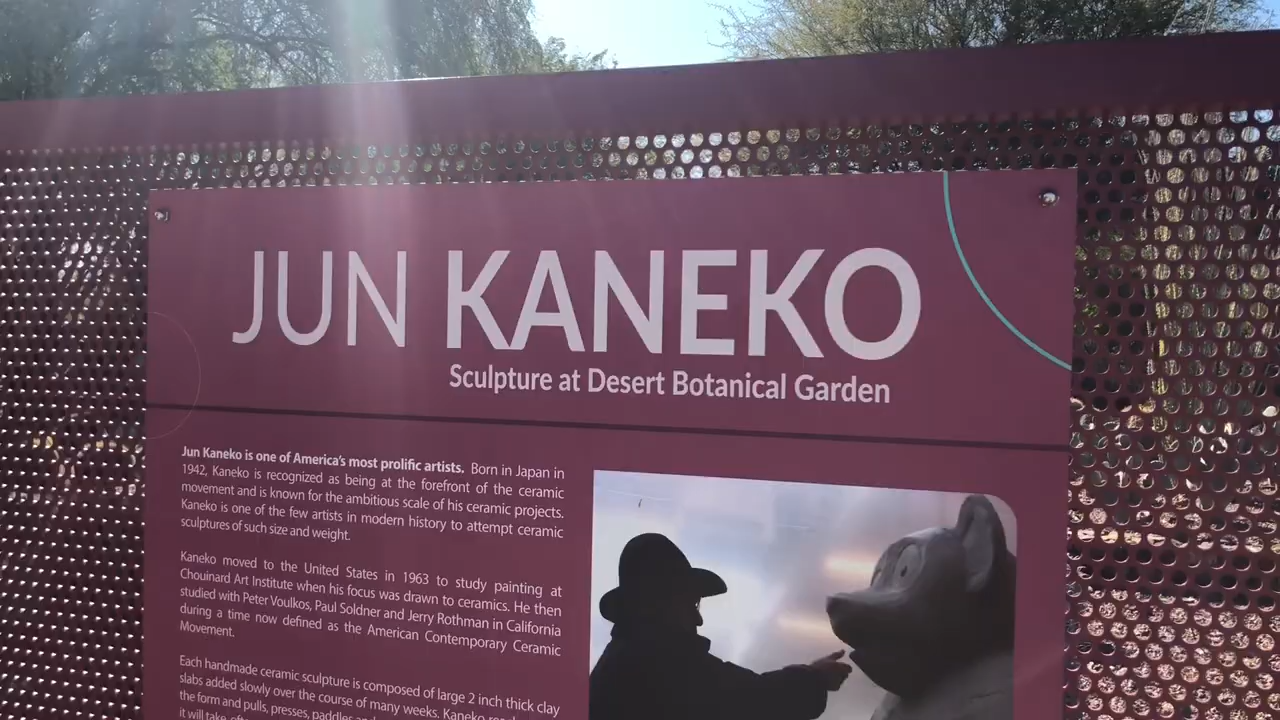 JUN KANEKO
Sculpture at Desert Botanical Garden
Jun Kaneko is one of America's most prolific artists. Born in Japan in
1942, Kaneko is recognized as being at the forefront of the ceramic
movement and is known for the ambitious scale of his ceramic projects.
Kaneko is one of the few artists in modern history to attempt ceramic
sculptures of such size and weight.
Kaneko moved to the United States in 1963 to study painting at
Chouinard Art Institute when his focus was drawn to ceramics. He then
studied with Peter Voulkos, Paul Soldner and Jerry Rothman in California
during a time now defined as the American Contemporary Ceramic
Movement.
Each handmade ceramic sculpture is composed of large 2 inch thick clay
slabs added slowly over the course of many weeks. Kaneko
the form and pulls, presses, paddles
it will take